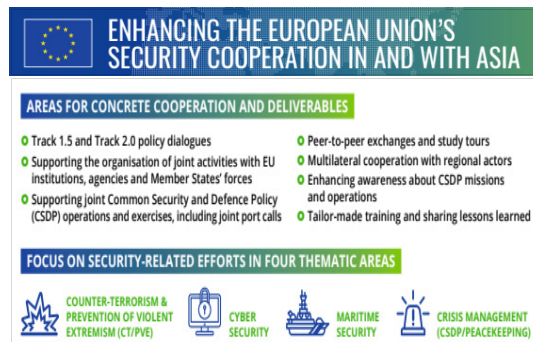 ENHANCING THE EUROPEAN UNION'S
SECURITY COOPERATION IN AND WITH ASIA
AREAS FOR CONCRETE COOPERATION AND DELIVERABLES
Track 1.5 and Track 2.0 policy dialogues
Supporting the organisation of joint activities with EU
institutions, agencies and Member States' forces
Supporting joint Common Security and Defence Policy
(CSDP) operations and exercises, including joint port calls
Peer-to-peer exchanges and study tours
Multilateral cooperation with regional actors
Enhancing awareness about CSDP missions
and operations
Tailor-made training and sharing lessons learned
FOCUS ON SECURITY-RELATED EFFORTS IN FOUR THEMATIC AREAS
COUNTER-TERRORISM &
PREVENTION OF VIOLENT
EXTREMISM (CT/PVE)
CYBER
SECURITY
MARITIME
SECURITY
CRISIS MANAGEMENT
(CSDP/PEACEKEEPING)